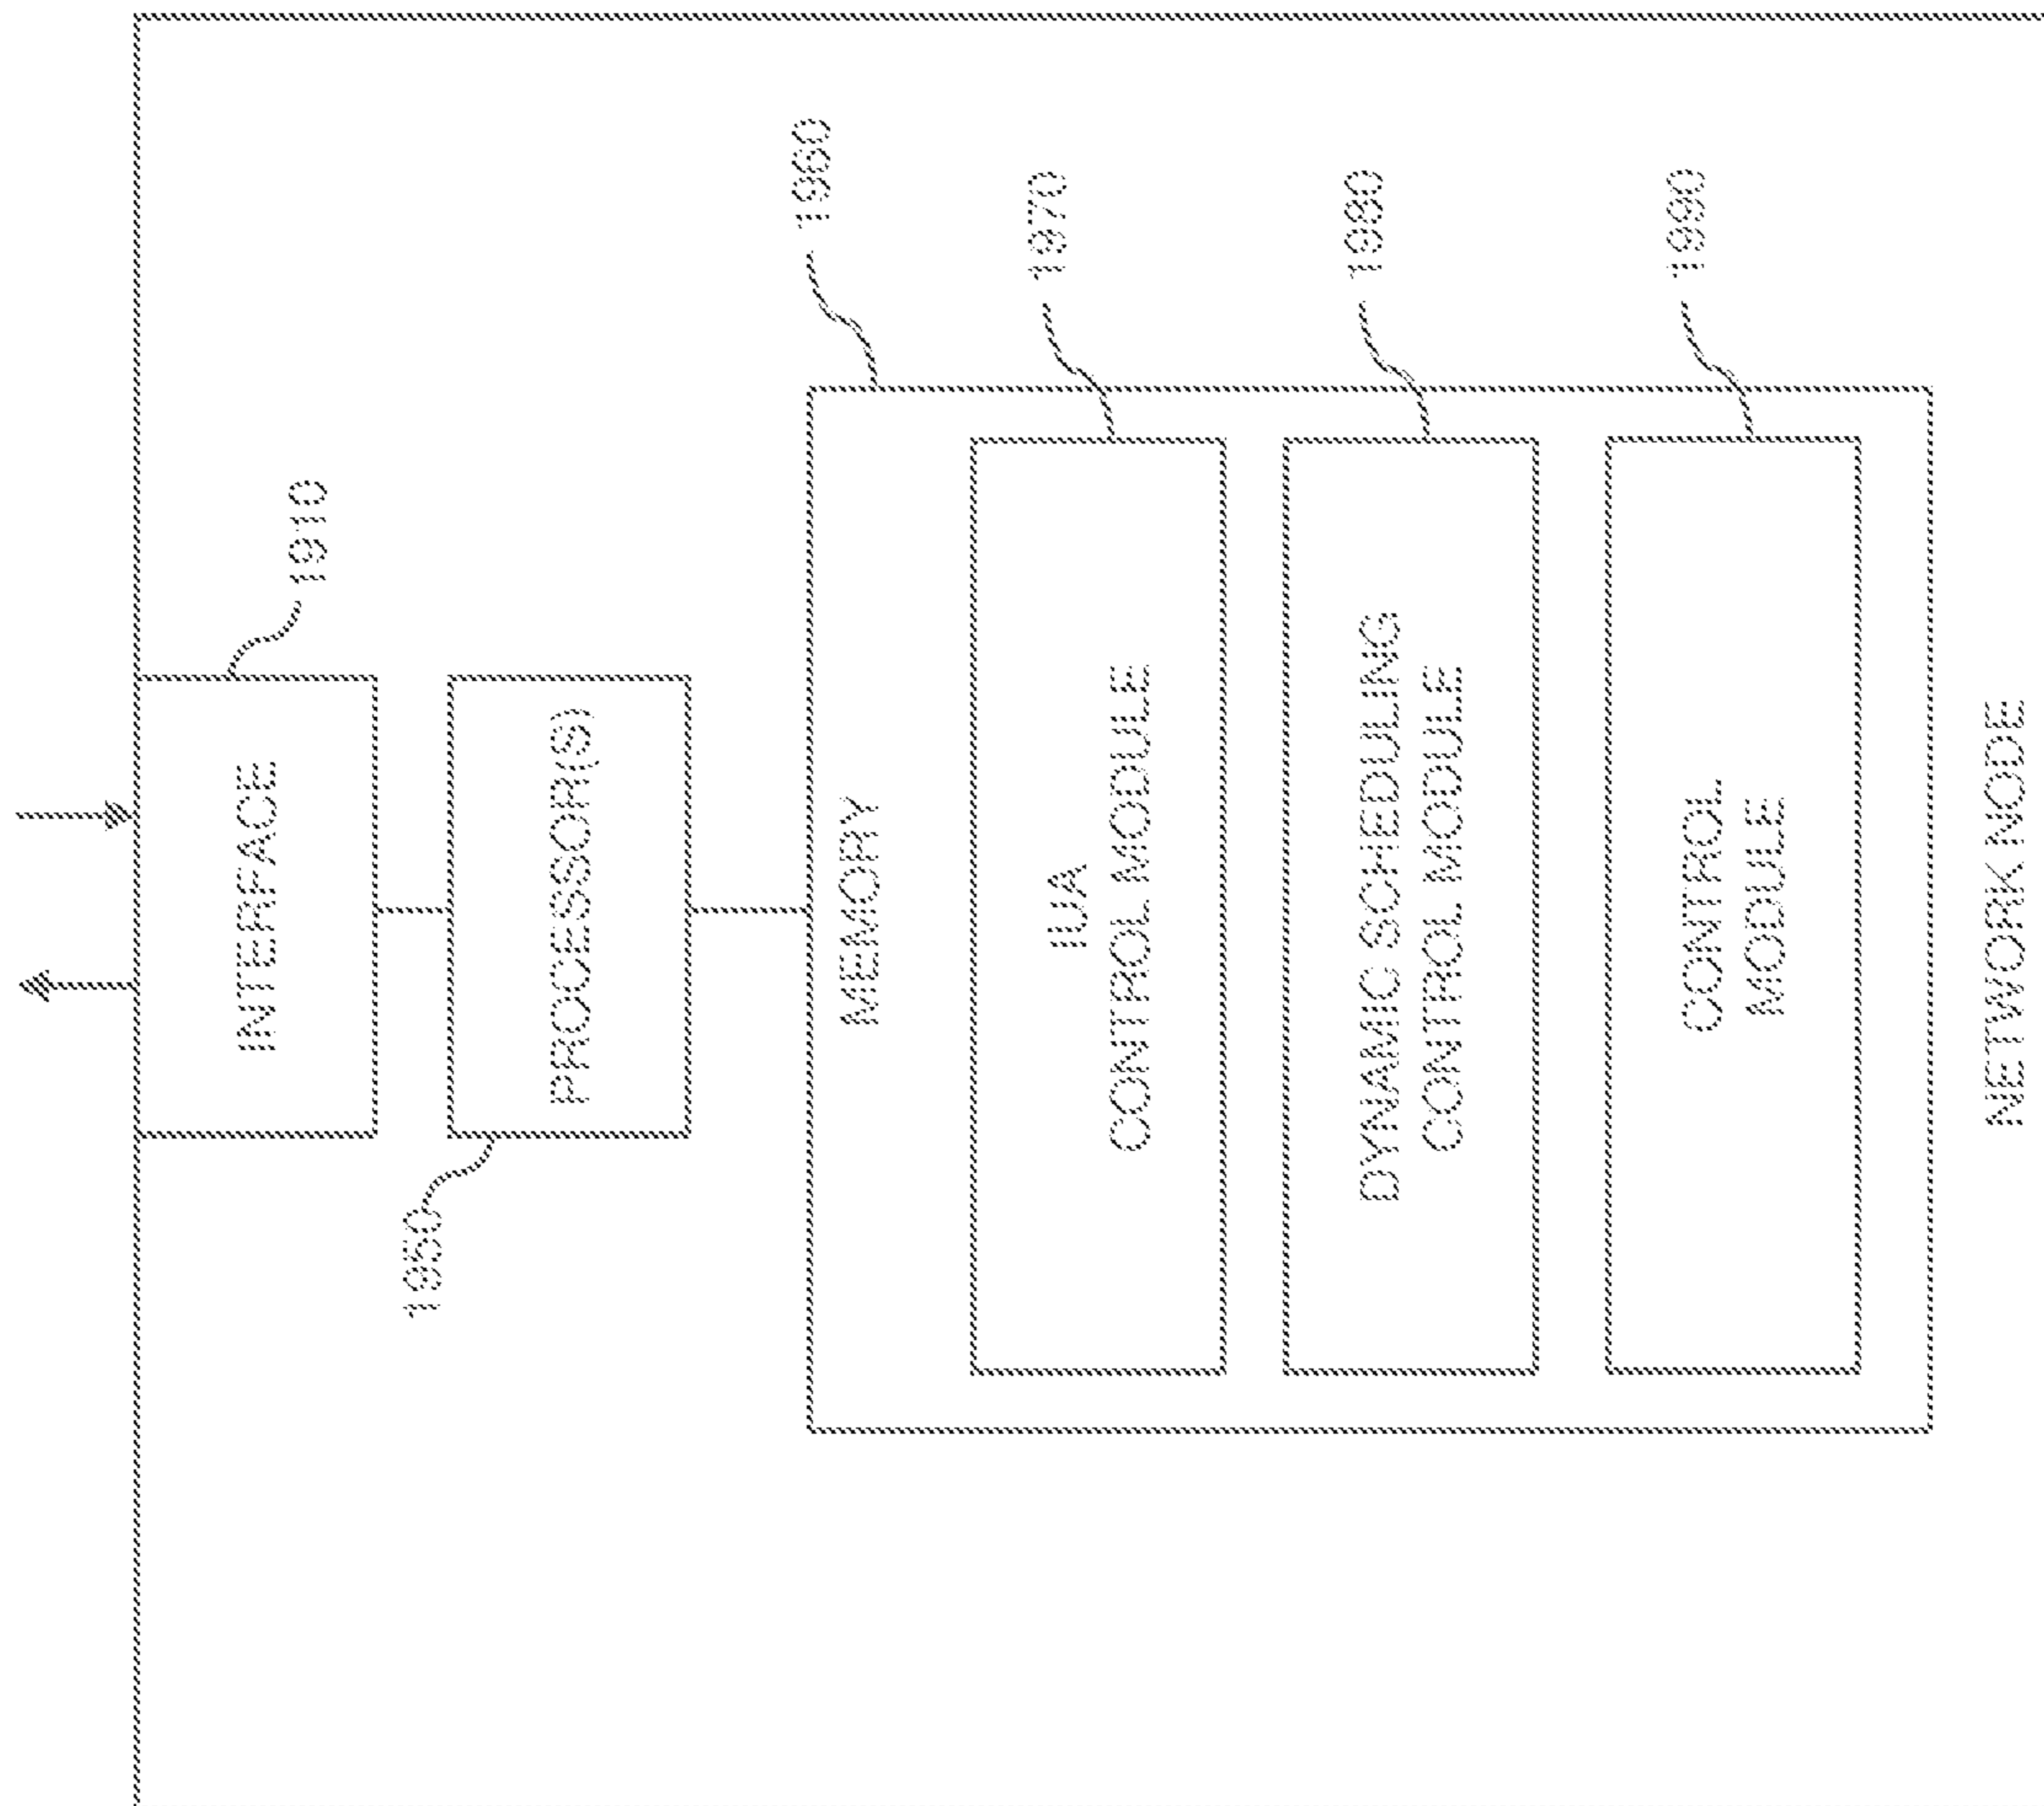 INTERFACE
1910
PROCESSOR(S)
1950
MEMORY
1960
IUA
CONTROL MODULE
1970
DYNAMIC SCHEDULING
CONTROL MODULE
1980
CONTROL
MODULE
1990
NETWORK NODE